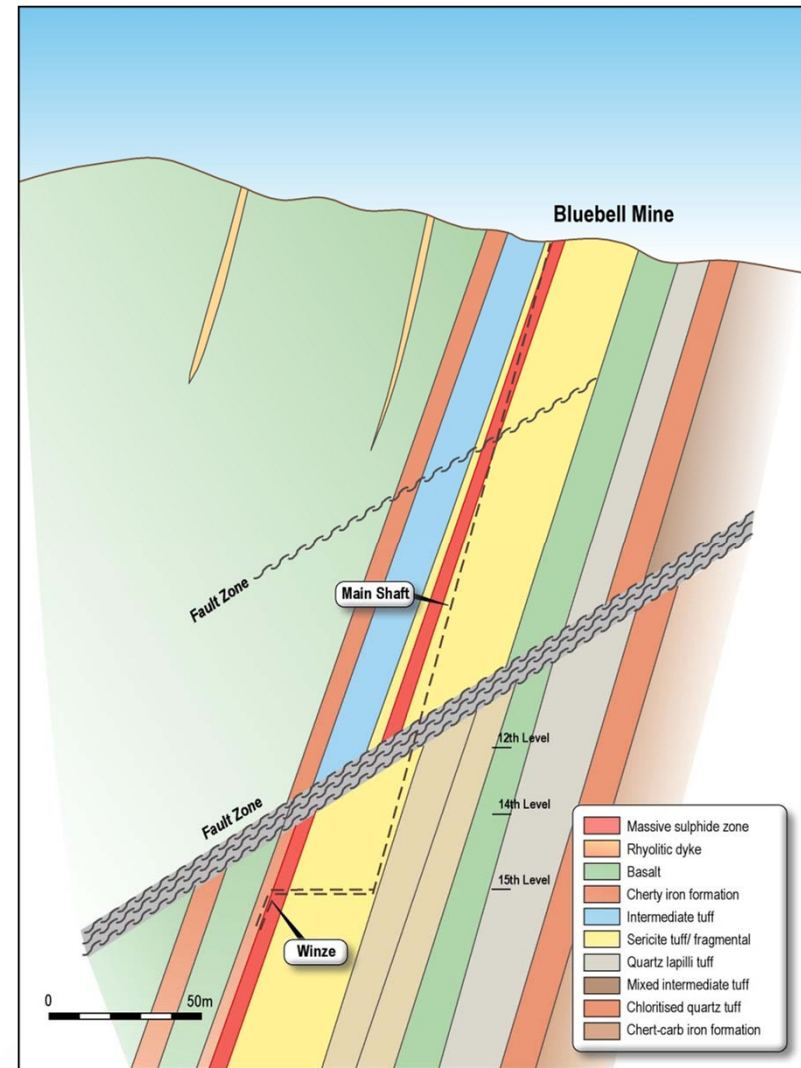 Bluebell Mine
Fault Zone
Main Shaft
12th Level
Fault Zone
14th Level
15th Level
Winze
0 50m
Massive sulphide zone
Rhyolitic dyke
Basalt
Cherty iron formation
Intermediate tuff
Sericite tuff/ fragmental
Quartz lapilli tuff
Mixed intermediate tuff
Chloritised quartz tuff
Chert-carb iron formation